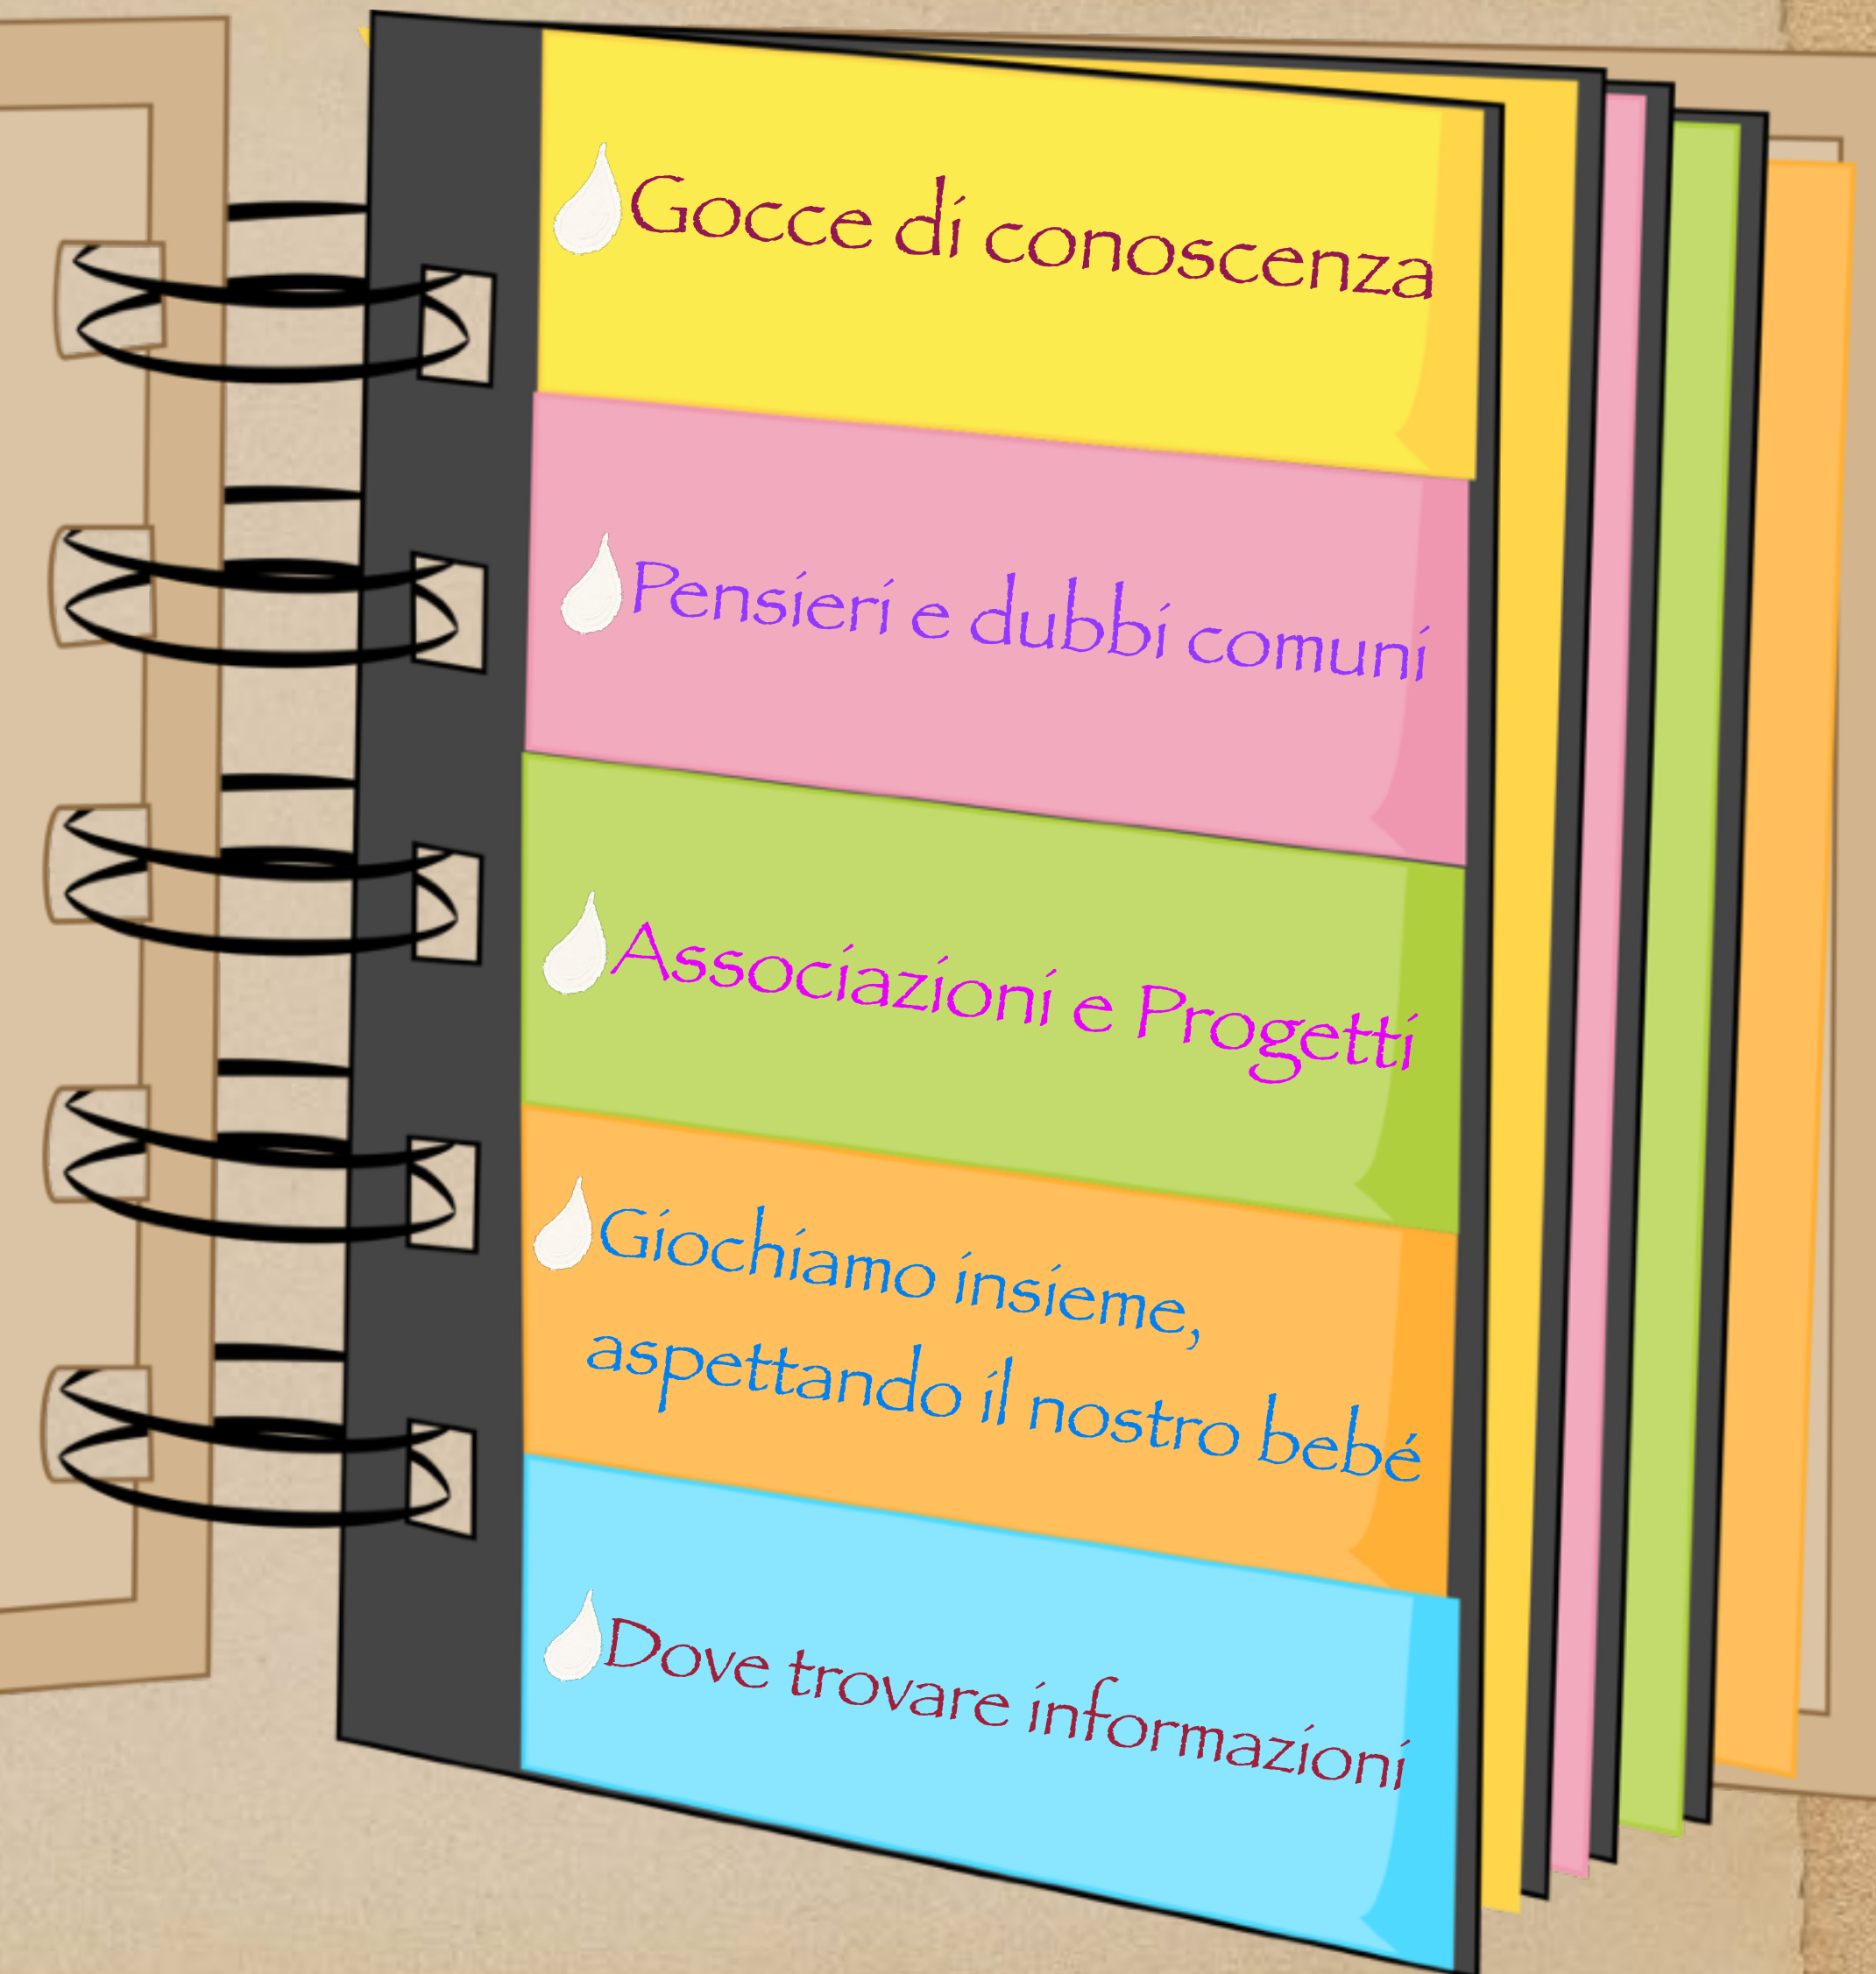 Gocce di conoscenza
Pensieri e dubbi comuni
Associazioni e Progetti
Giochiamo insieme,
aspettando il nostro bebé
Dove trovare informazioni